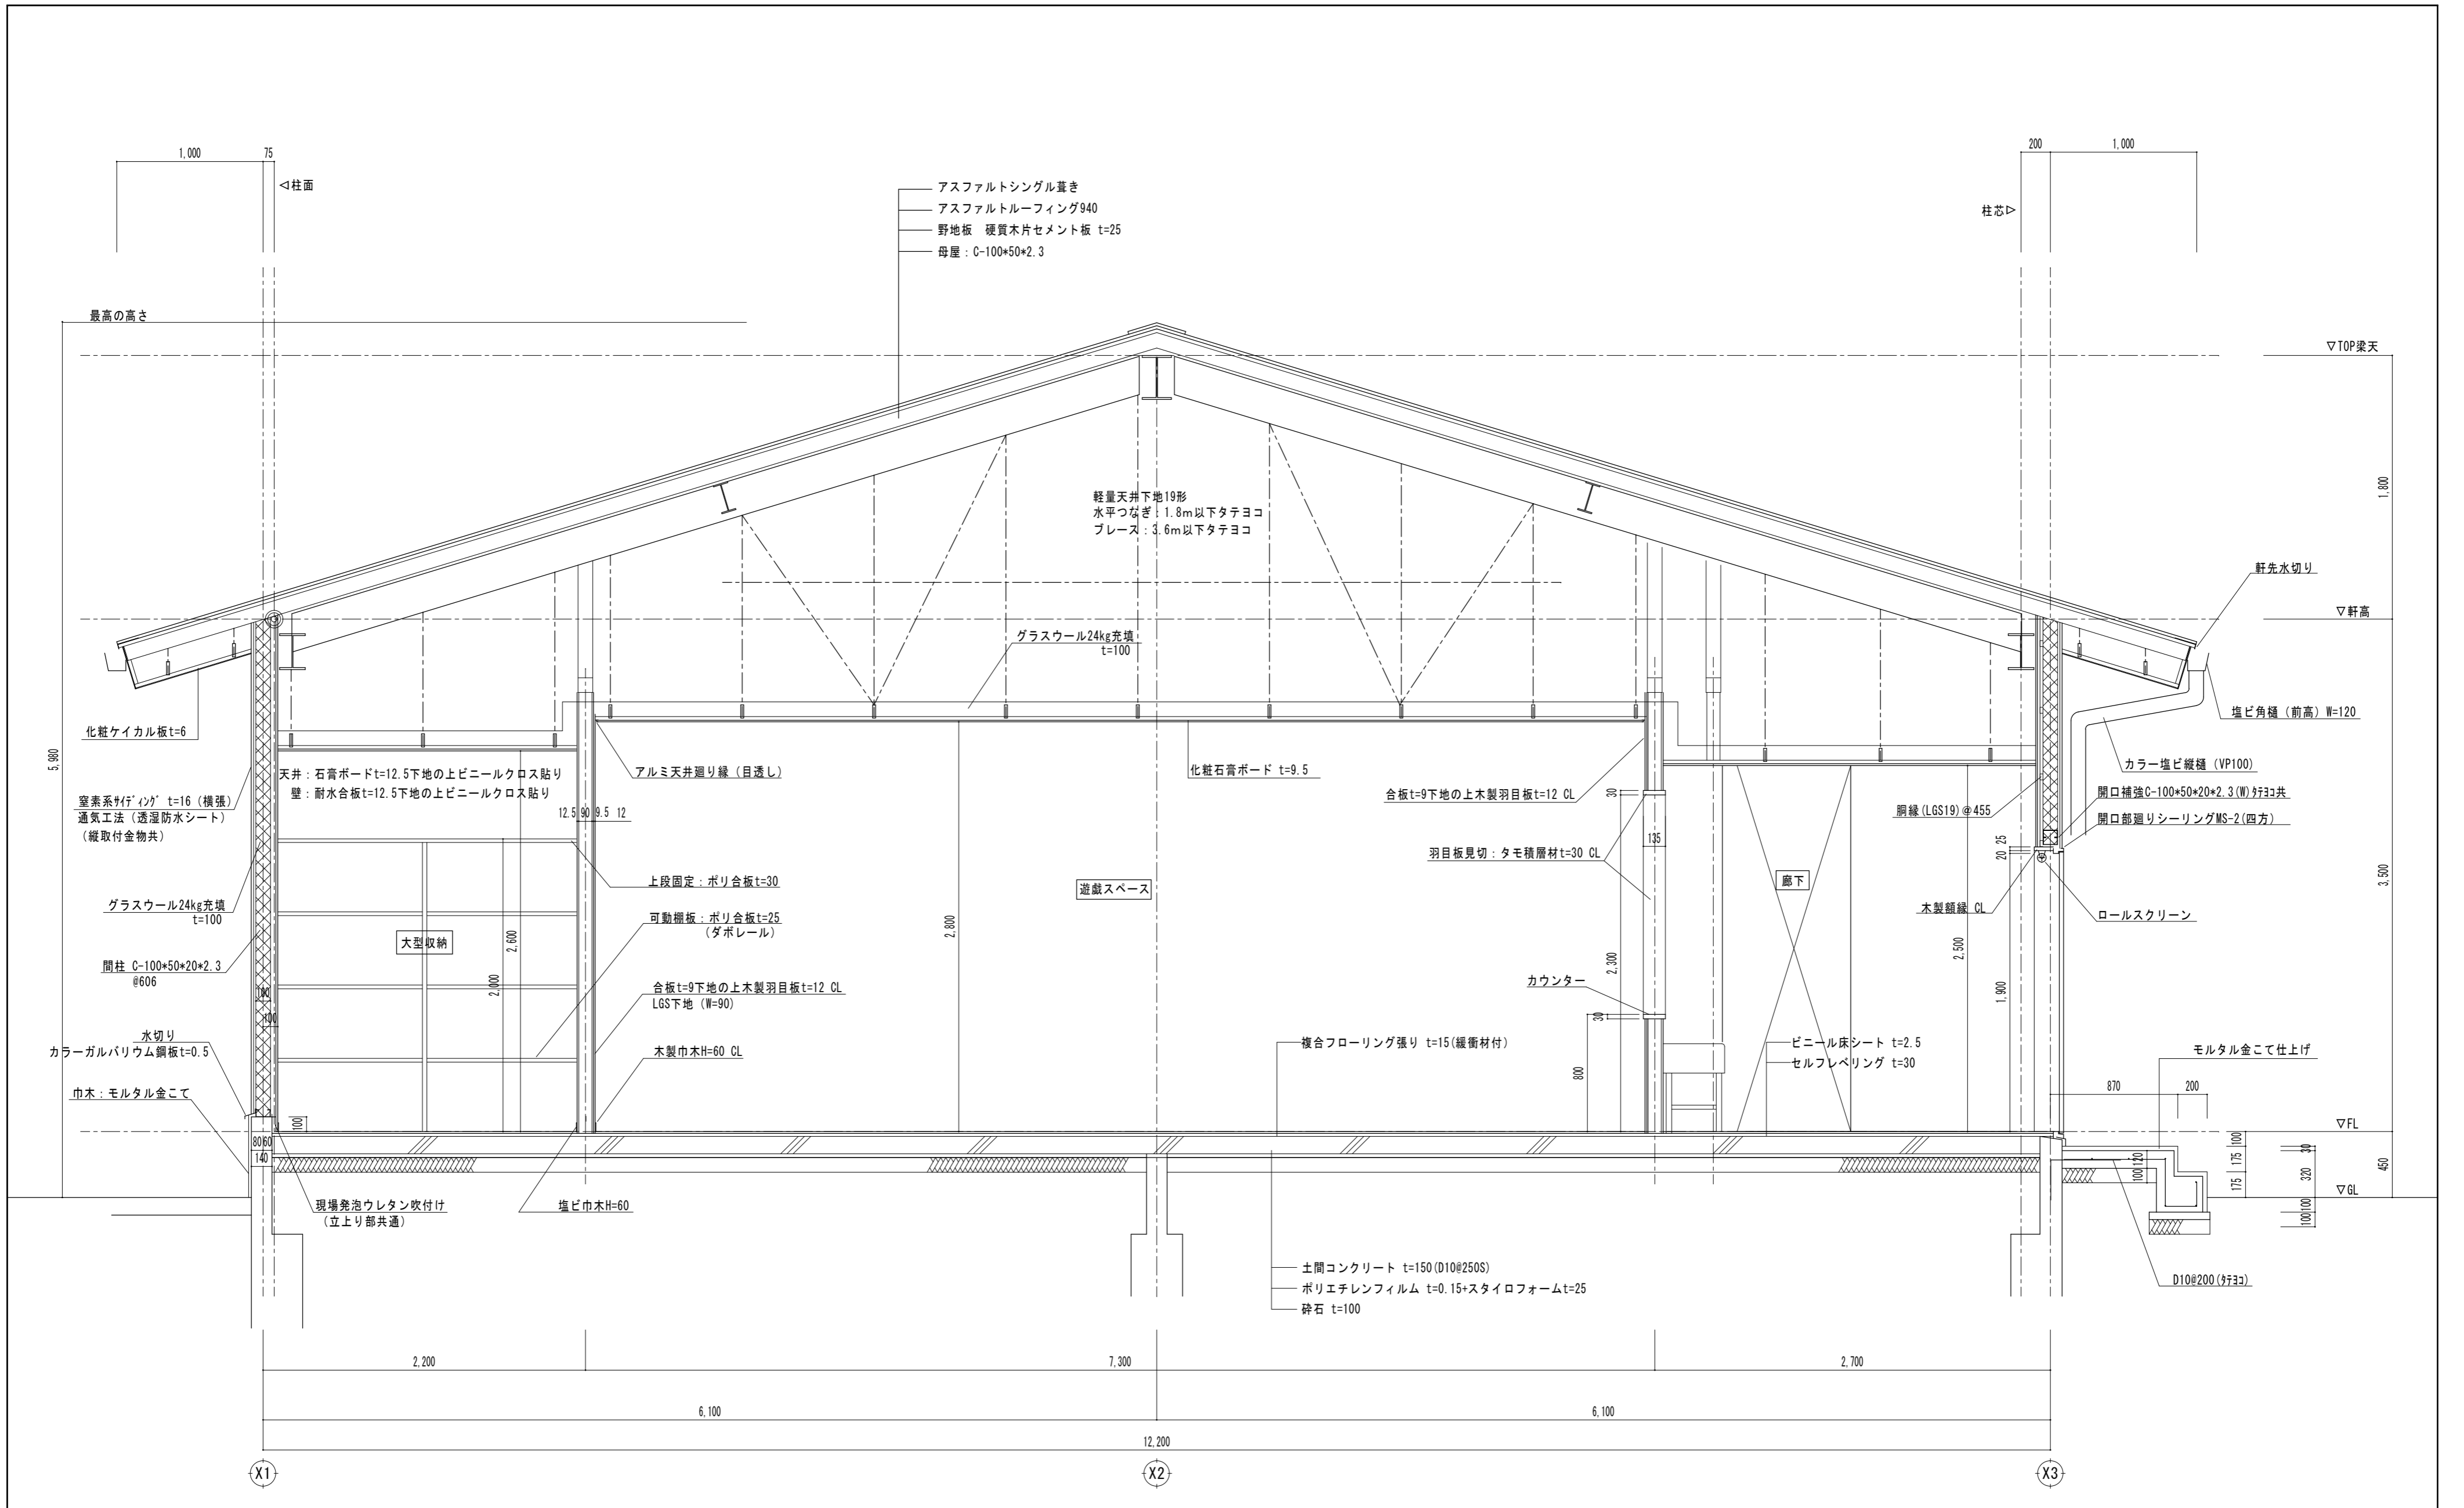 1,000
75
◁柱面
200
1,000
柱芯▷
アスファルトシングル葺き
アスファルトルーフィング940
野地板　硬質木片セメント板 t=25
母屋：C-100*50*2.3
最高の高さ
▽TOP梁天
1,800
軽量天井下地19形
水平つなぎ：1.8m以下タテヨコ
ブレース：3.6m以下タテヨコ
軒先水切り
▽軒高
グラスウール24kg充填
t=100
化粧ケイカル板t=6
塩ビ角樋（前高）W=120
5,980
天井：石膏ボードt=12.5下地の上ビニールクロス貼り
壁：耐水合板t=12.5下地の上ビニールクロス貼り
アルミ天井廻り縁（目透し）
化粧石膏ボード t=9.5
カラー塩ビ縦樋（VP100）
窒素系ｻｲﾃﾞｨﾝｸﾞ t=16（横張）
通気工法（透湿防水シート）
（縦取付金物共）
12.5
90
9.5
12
合板t=9下地の上木製羽目板t=12 CL
30
胴縁(LGS19)@455
開口補強C-100*50*20*2.3(W)ﾀﾃﾖｺ共
開口部廻りシーリングMS-2(四方)
135
羽目板見切：タモ積層材t=30 CL
25
20
上段固定：ポリ合板t=30
遊戯スペース
廊下
3,500
グラスウール24kg充填
t=100
可動棚板：ポリ合板t=25
（ダボレール）
木製額縁 CL
ロールスクリーン
大型収納
2,600
2,800
2,500
間柱 C-100*50*20*2.3
@606
2,000
2,300
カウンター
1,900
100
合板t=9下地の上木製羽目板t=12 CL
LGS下地（W=90）
100
30
水切り
カラーガルバリウム鋼板t=0.5
木製巾木H=60 CL
複合フローリング張り t=15(緩衝材付)
ビニール床シート t=2.5
セルフレベリング t=30
モルタル金こて仕上げ
800
巾木：モルタル金こて
870
200
100
▽FL
80
60
140
100
30
175
120
320
450
100
175
▽GL
100
100
現場発泡ウレタン吹付け
（立上り部共通）
塩ビ巾木H=60
土間コンクリート t=150(D10@250S)
ポリエチレンフィルム t=0.15+スタイロフォームt=25
砕石 t=100
D10@200(ﾀﾃﾖｺ)
2,200
7,300
2,700
6,100
6,100
12,200
X1
X2
X3